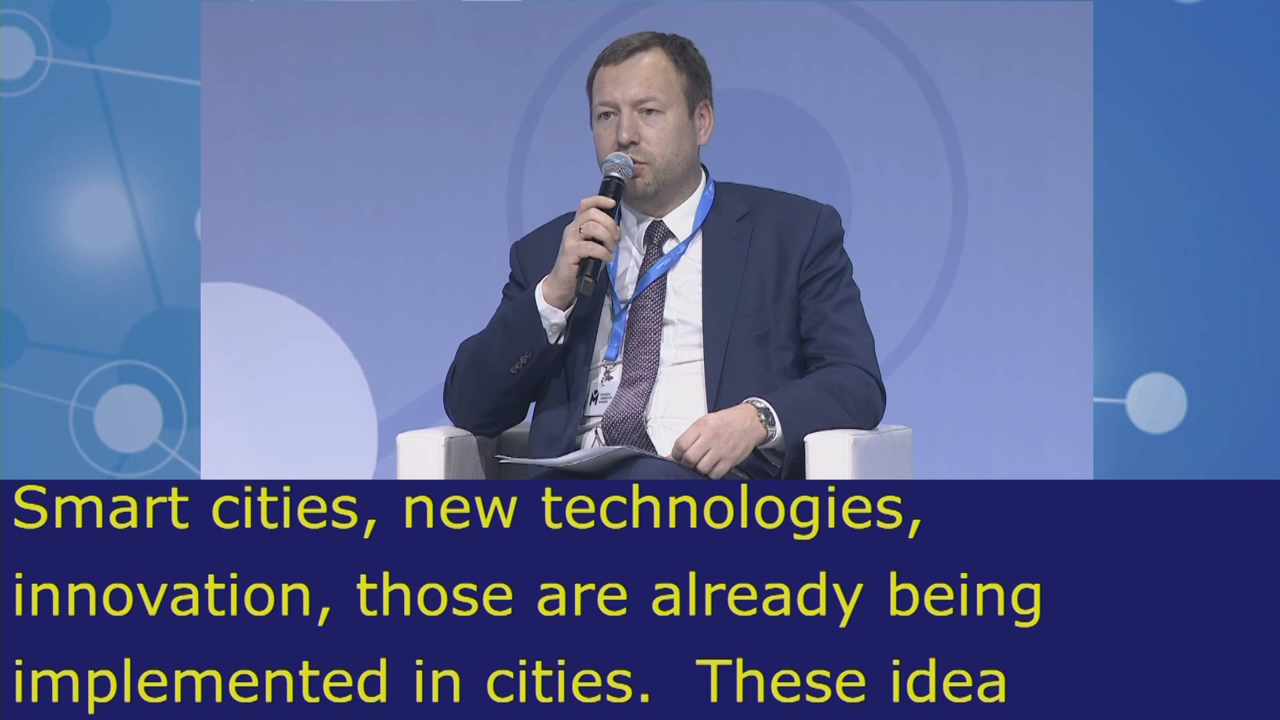 Smart cities, new technologies,
innovation, those are already being
implemented in cities.  These idea